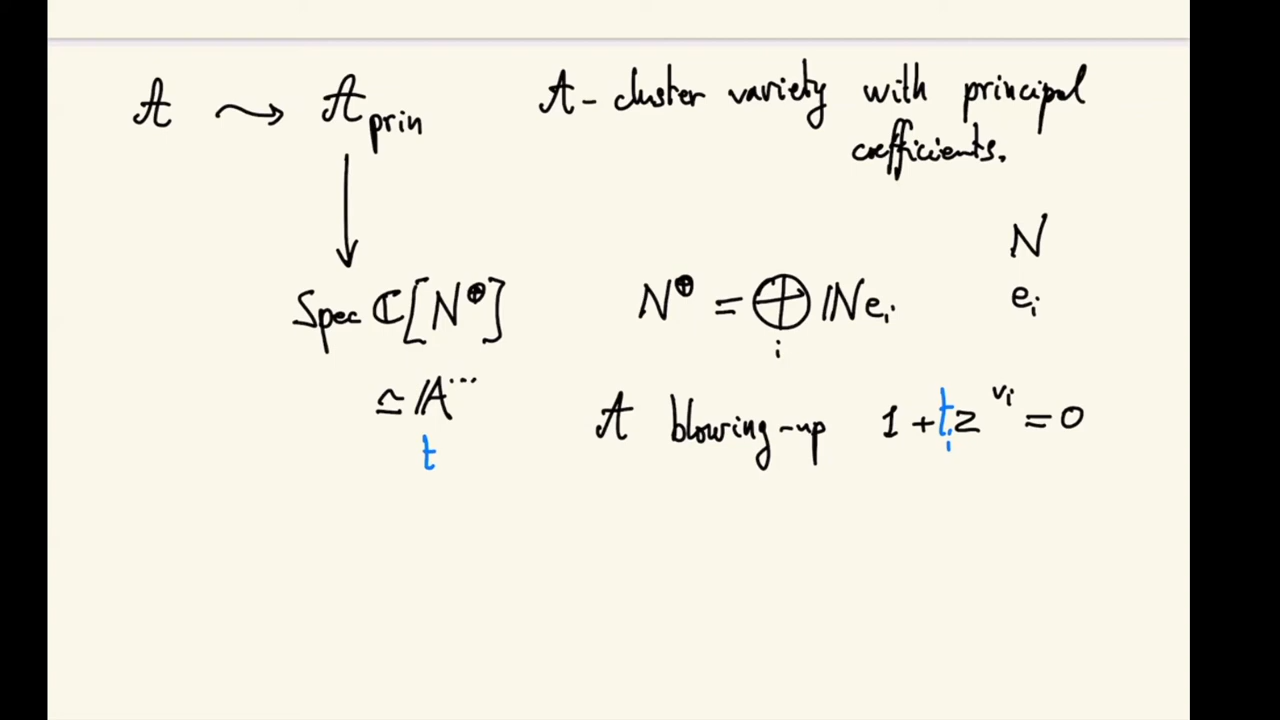 𝒜 ⇝ 𝒜_prin 𝒜-cluster variety with principal
coefficients.
N
e_i
Spec ℂ[N^⊕] N^⊕ = ⊕_i ℕe_i
≃ 𝔸^...
t
𝒜 blowing-up 1 + t_i z^{v_i} = 0